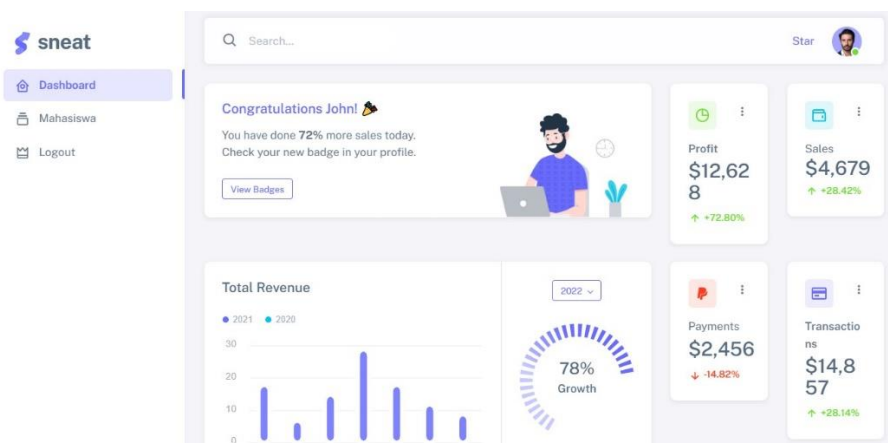 sneat
Search...
Star
Dashboard
Mahasiswa
Logout
Congratulations John! 🎉
You have done 72% more sales today.
Check your new badge in your profile.
View Badges
Profit
$12,62
8
+72.80%
Sales
$4,679
+28.42%
Total Revenue
2021
2020
30
20
10
0
2022
78%
Growth
Payments
$2,456
-14.82%
Transactio
ns
$14,8
57
+28.14%